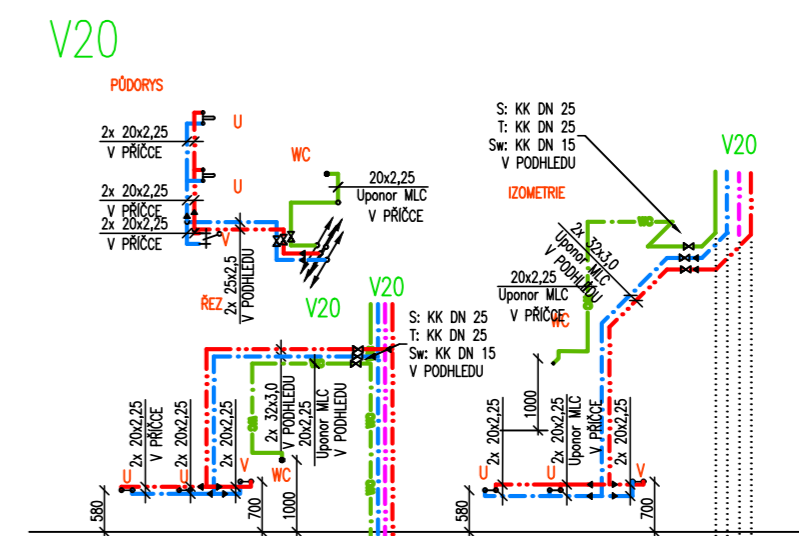 V20
PŮDORYS
U
2x 20x2,25
V PŘÍČCE
WC
20x2,25
Uponor MLC
V PŘÍČCE
2x 20x2,25
V PŘÍČCE
U
2x 20x2,25
V PŘÍČCE
V
2x 25x2,5
V PODHLEDU
ŘEZ
V20
V20
S: KK DN 25
T: KK DN 25
Sw: KK DN 15
V PODHLEDU
2x 32x3,0
V PODHLEDU
20x2,25
Uponor MLC
V PODHLEDU
2x 20x2,25
V PŘÍČCE
2x 20x2,25
2x 20x2,25
U
U
V
WC
580
700
1000
S: KK DN 25
T: KK DN 25
Sw: KK DN 15
V PODHLEDU
V20
IZOMETRIE
2x 32x3,0
Uponor MLC
V PODHLEDU
20x2,25
Uponor MLC
V PŘÍČCE
WC
1000
2x 20x2,25
2x 20x2,25
Uponor MLC
V PŘÍČCE
2x 20x2,25
U
U
V
580
700